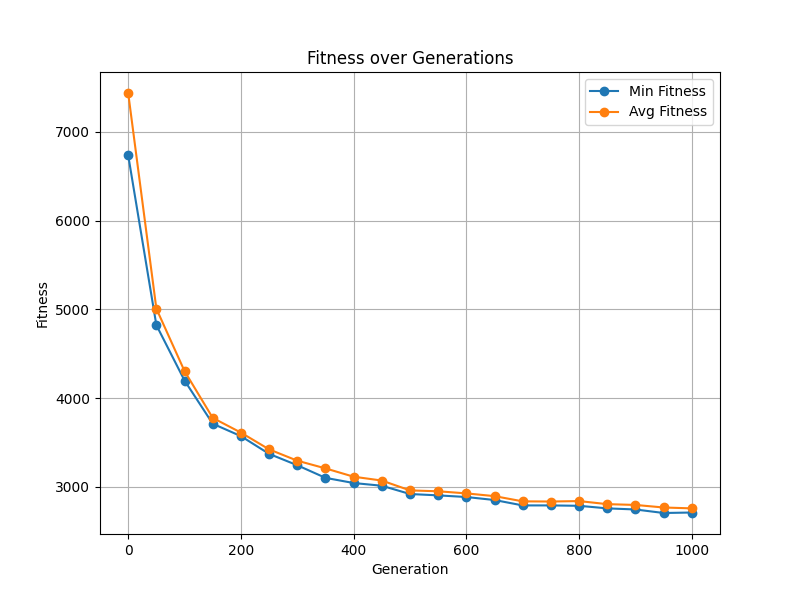 Fitness over Generations
Min Fitness
Avg Fitness
7000
6000
5000
4000
3000
Fitness
0 200 400 600 800 1000
Generation